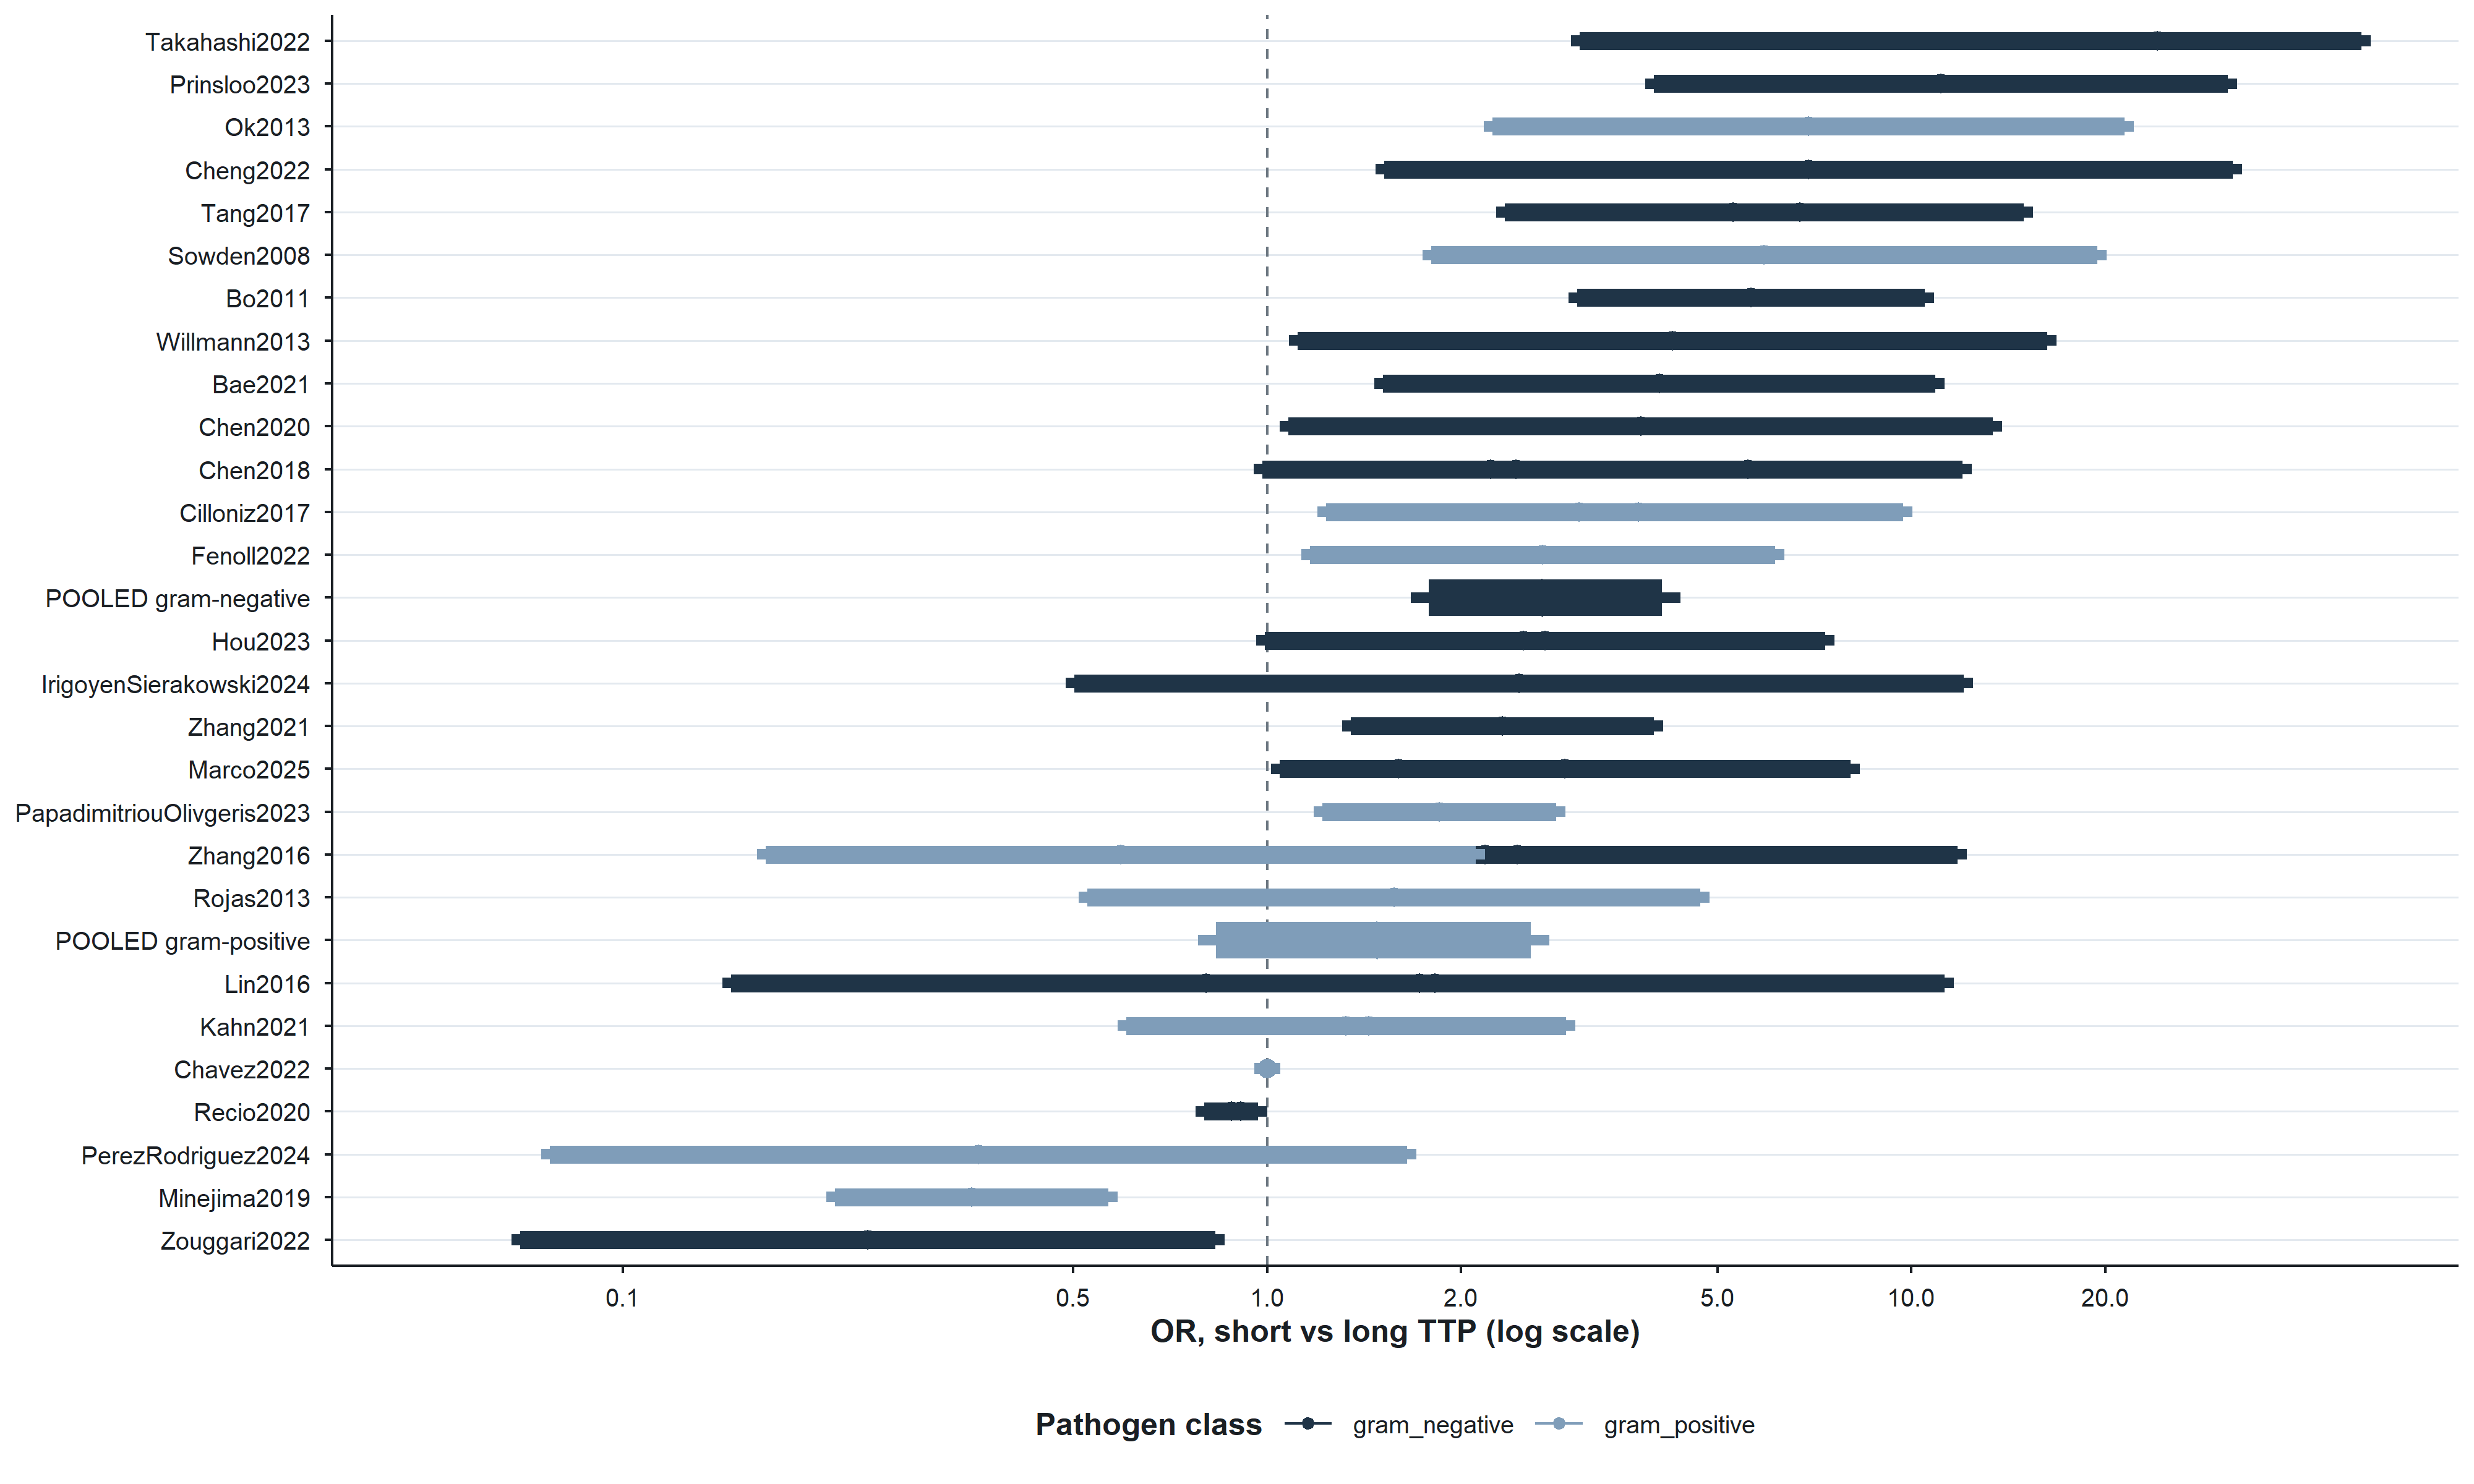 Takahashi2022
Prinsloo2023
Ok2013
Cheng2022
Tang2017
Sowden2008
Bo2011
Willmann2013
Bae2021
Chen2020
Chen2018
Cilloniz2017
Fenoll2022
POOLED gram-negative
Hou2023
IrigoyenSierakowski2024
Zhang2021
Marco2025
PapadimitriouOlivgeris2023
Zhang2016
Rojas2013
POOLED gram-positive
Lin2016
Kahn2021
Chavez2022
Recio2020
PerezRodriguez2024
Minejima2019
Zouggari2022
0.1 0.5 1.0 2.0 5.0 10.0 20.0
OR, short vs long TTP (log scale)
Pathogen class gram_negative gram_positive